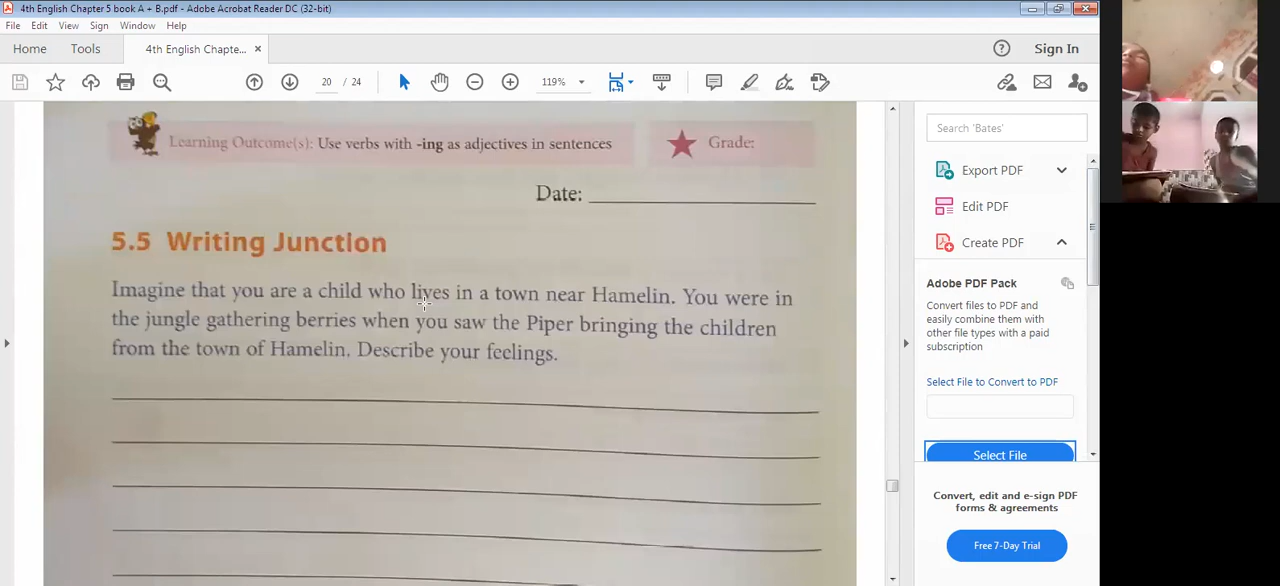 4th English Chapter 5 book A + B.pdf - Adobe Acrobat Reader DC (32-bit)
File Edit View Sign Window Help
Home Tools 4th English Chapte... × Sign In
20 / 24 119%
Learning Outcome(s): Use verbs with -ing as adjectives in sentences Grade:
Date:
5.5 Writing Junction
Imagine that you are a child who lives in a town near Hamelin. You were in
the jungle gathering berries when you saw the Piper bringing the children
from the town of Hamelin. Describe your feelings.
Search 'Bates'
Export PDF
Edit PDF
Create PDF
Adobe PDF Pack
Convert files to PDF and
easily combine them with
other file types with a paid
subscription
Select File to Convert to PDF
Select File
Convert, edit and e-sign PDF
forms & agreements
Free 7-Day Trial